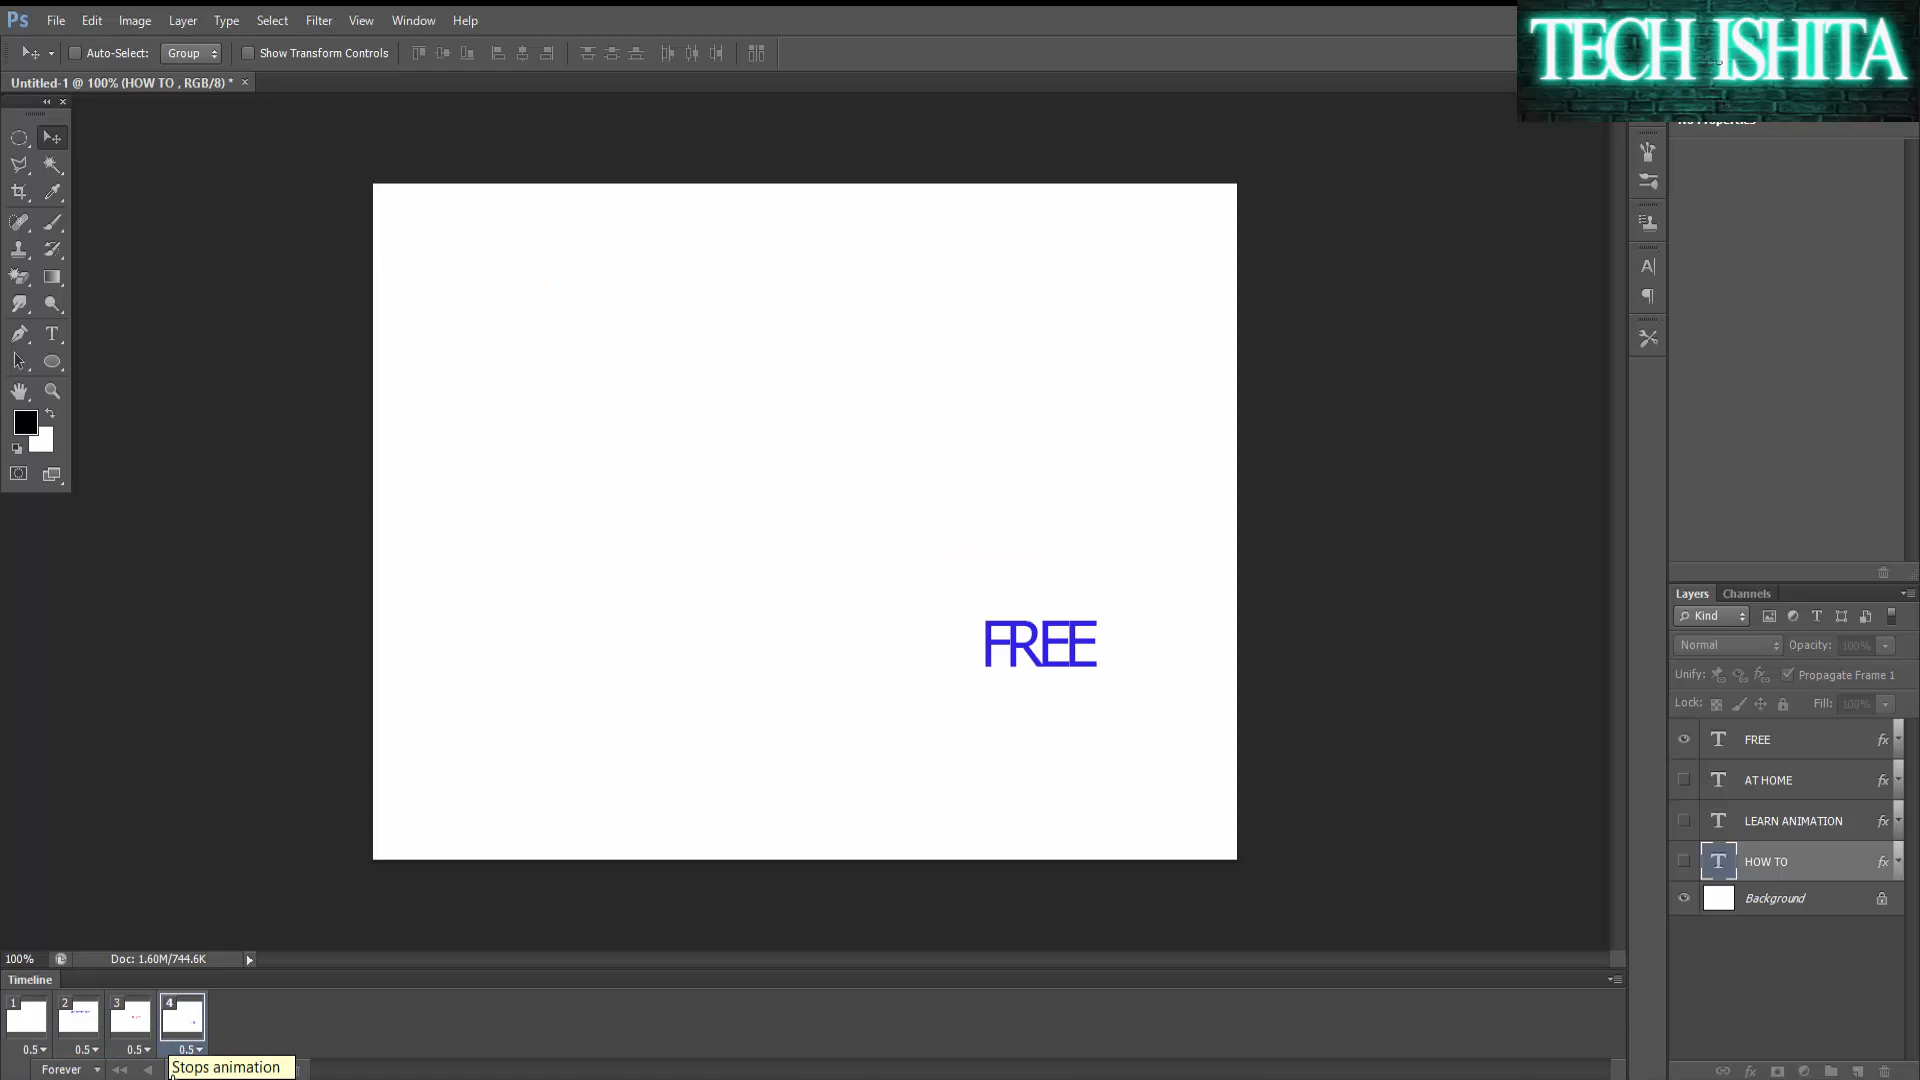 Ps File Edit Image Layer Type Select Filter View Window Help
TECH ISHITA
Auto-Select: Group Show Transform Controls
Untitled-1 @ 100% (HOW TO , RGB/8) * ×
No Properties
FREE
Layers Channels
Kind
Normal Opacity: 100%
Unify: Propagate Frame 1
Lock: Fill: 100%
T FREE fx
T AT HOME fx
T LEARN ANIMATION fx
T HOW TO fx
Background
100% Doc: 1.60M/744.6K
Timeline
1 2 3 4
0.5 0.5 0.5 0.5
Forever Stops animation